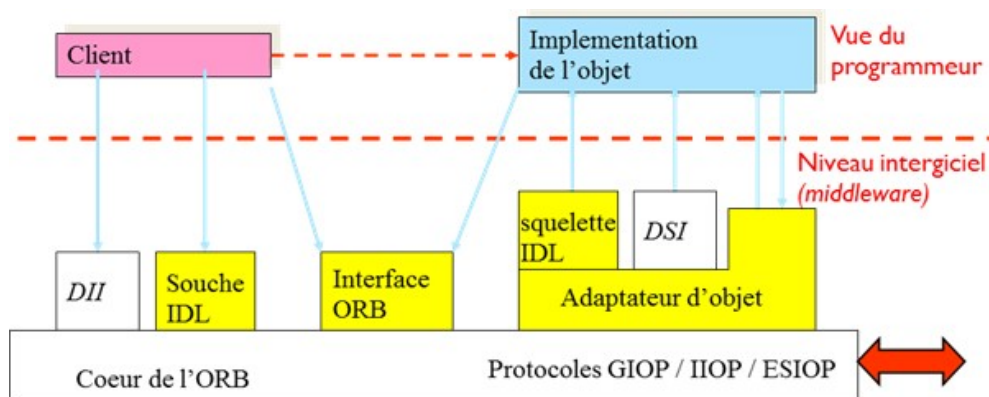 Client
Implementation
de l'objet
Vue du
programmeur
Niveau intergiciel
(middleware)
DII
Souche
IDL
Interface
ORB
squelette
IDL
DSI
Adaptateur d'objet
Coeur de l'ORB
Protocoles GIOP / IIOP / ESIOP